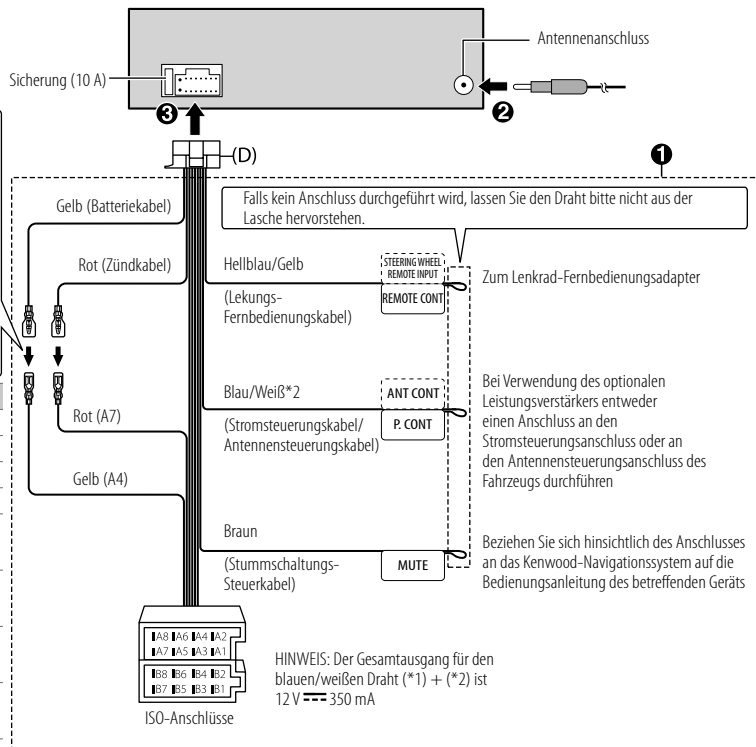 Antennenanschluss
Sicherung (10 A)
❸
❷
(D)
❶
Gelb (Batteriekabel)
Falls kein Anschluss durchgeführt wird, lassen Sie den Draht bitte nicht aus der
Lasche hervorstehen.
Rot (Zündkabel)
Hellblau/Gelb
(Lekungs-
Fernbedienungskabel)
STEERING WHEEL
REMOTE INPUT
REMOTE CONT
Zum Lenkrad-Fernbedienungsadapter
Rot (A7)
Gelb (A4)
Blau/Weiß*2
(Stromsteuerungskabel/
Antennensteuerungskabel)
ANT CONT
P. CONT
Bei Verwendung des optionalen
Leistungsverstärkers entweder
einen Anschluss an den
Stromsteuerungsanschluss oder an
den Antennensteuerungsanschluss des
Fahrzeugs durchführen
Braun
(Stummschaltungs-
Steuerkabel)
MUTE
Beziehen Sie sich hinsichtlich des Anschlusses
an das Kenwood-Navigationssystem auf die
Bedienungsanleitung des betreffenden Geräts
A8 A6 A4 A2
A7 A5 A3 A1
B8 B6 B4 B2
B7 B5 B3 B1
ISO-Anschlüsse
HINWEIS: Der Gesamtausgang für den
blauen/weißen Draht (*1) + (*2) ist
12 V ⎓ 350 mA